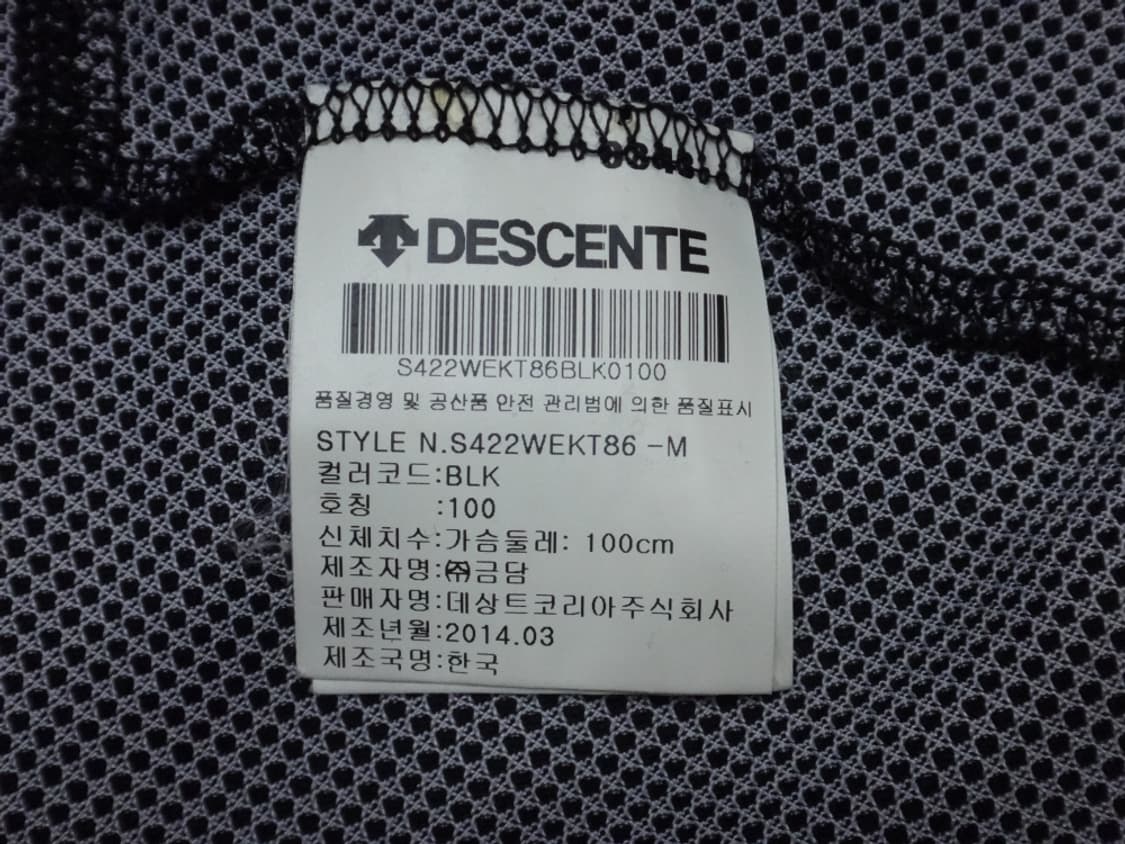 DESCENTE
S422WEKT86BLK0100
품질경영 및 공산품 안전 관리법에 의한 품질표시
STYLE N.S422WEKT86 -M
컬러코드:BLK
호칭 :100
신체치수:가슴둘레: 100cm
제조자명:㈜금담
판매자명:데상트코리아주식회사
제조년월:2014.03
제조국명:한국